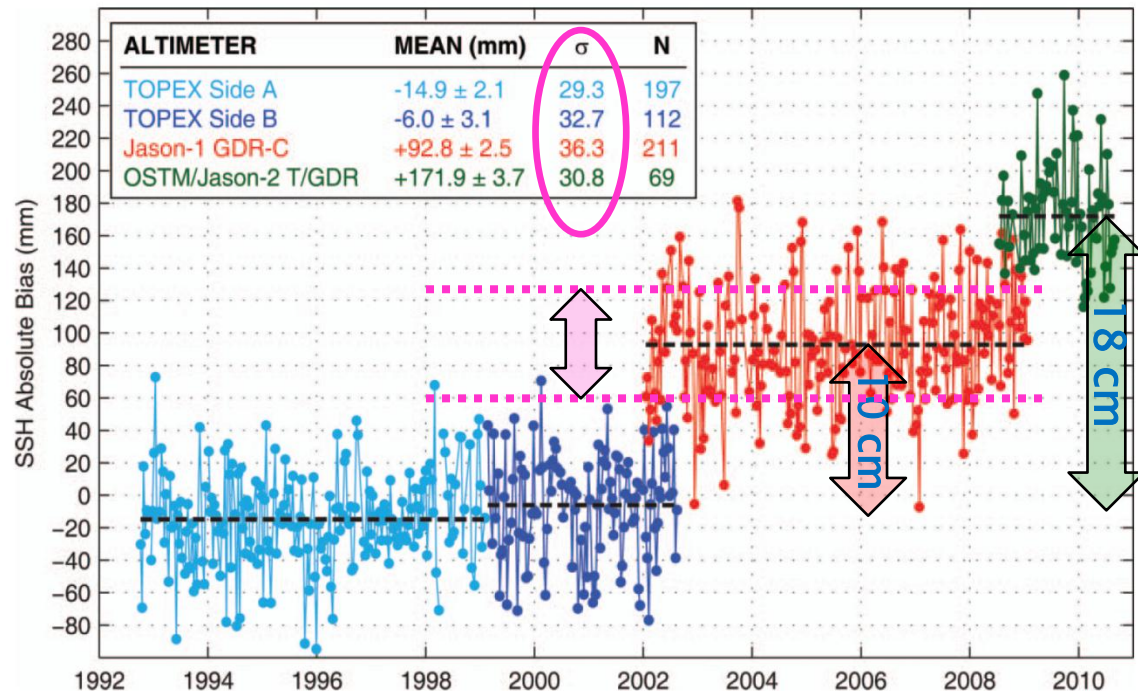 SSH Absolute Bias (mm)
280
260
240
220
200
180
160
140
120
100
80
60
40
20
0
−20
−40
−60
−80
ALTIMETER MEAN (mm) σ N
TOPEX Side A -14.9 ± 2.1 29.3 197
TOPEX Side B -6.0 ± 3.1 32.7 112
Jason-1 GDR-C +92.8 ± 2.5 36.3 211
OSTM/Jason-2 T/GDR +171.9 ± 3.7 30.8 69
10 cm
18 cm
1992 1994 1996 1998 2000 2002 2004 2006 2008 2010